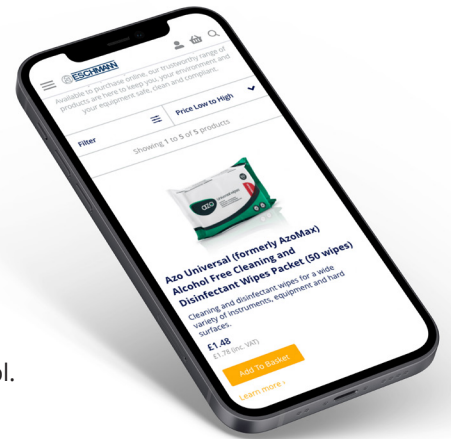 ESCHMANN
Available to purchase online, our trustworthy range of
products are here to keep you, your environment and
your equipment safe, clean and compliant.
Filter
Price Low to High
Showing 1 to 5 of 5 products
azo
Azo Universal (formerly AzoMax)
Alcohol Free Cleaning and
Disinfectant Wipes Packet (50 wipes)
Cleaning and disinfectant wipes for a wide
variety of instruments, equipment and hard
surfaces.
£1.48
£1.78 (inc. VAT)
Add To Basket
Learn more ›
ol.